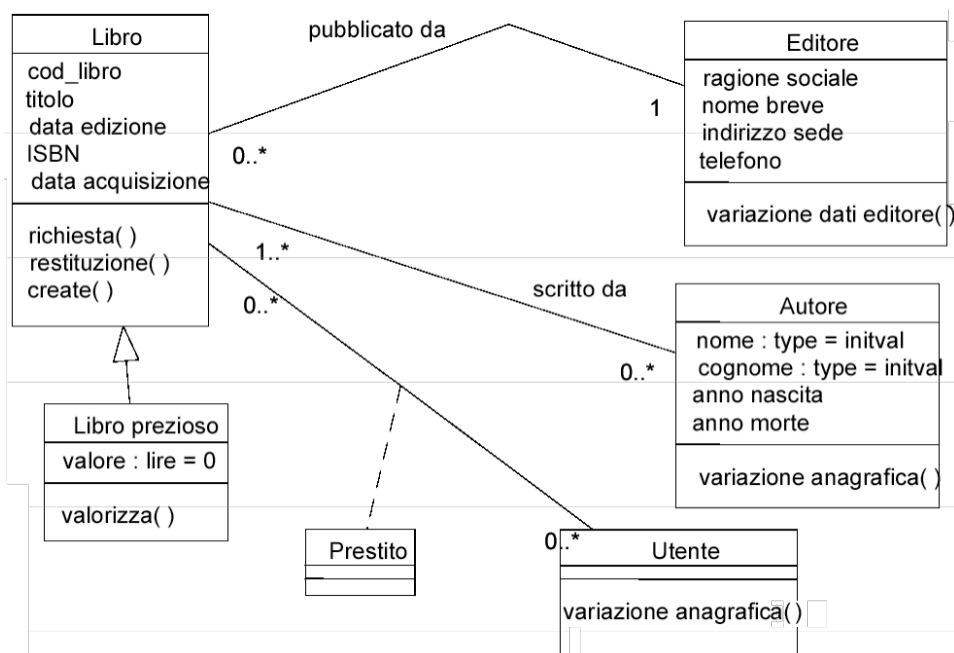 Libro
cod_libro
titolo
data edizione
ISBN
data acquisizione
richiesta( )
restituzione( )
create( )
pubblicato da
0..*
1
Editore
ragione sociale
nome breve
indirizzo sede
telefono
variazione dati editore( )
1..*
scritto da
0..*
Autore
nome : type = initval
cognome : type = initval
anno nascita
anno morte
variazione anagrafica( )
0..*
Libro prezioso
valore : lire = 0
valorizza( )
Prestito
0..*
Utente
variazione anagrafica( )